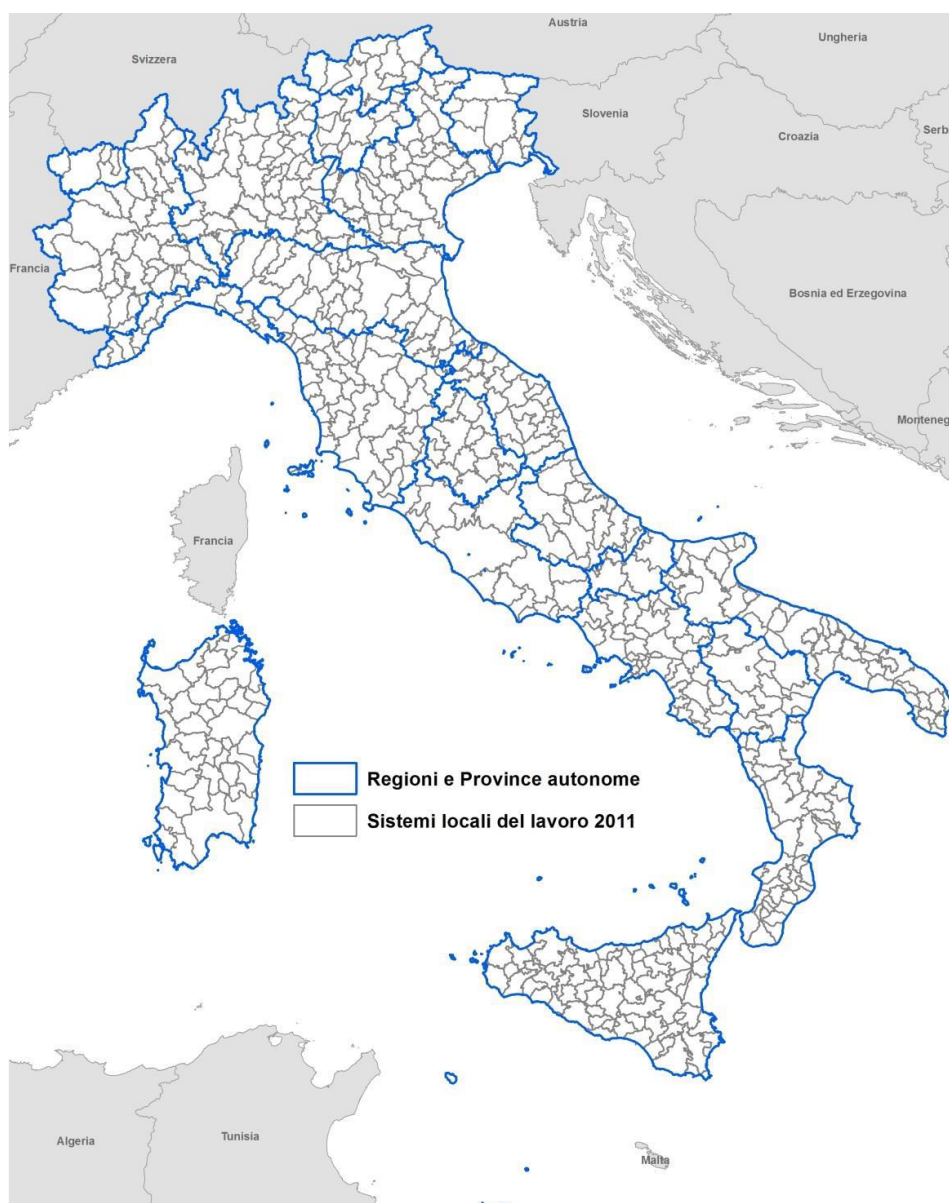 Austria
Ungheria
Svizzera
Slovenia
Croazia
Serb
Francia
Bosnia ed Erzegovina
Montenegr
Francia
Regioni e Province autonome
Sistemi locali del lavoro 2011
Algeria
Tunisia
Malta